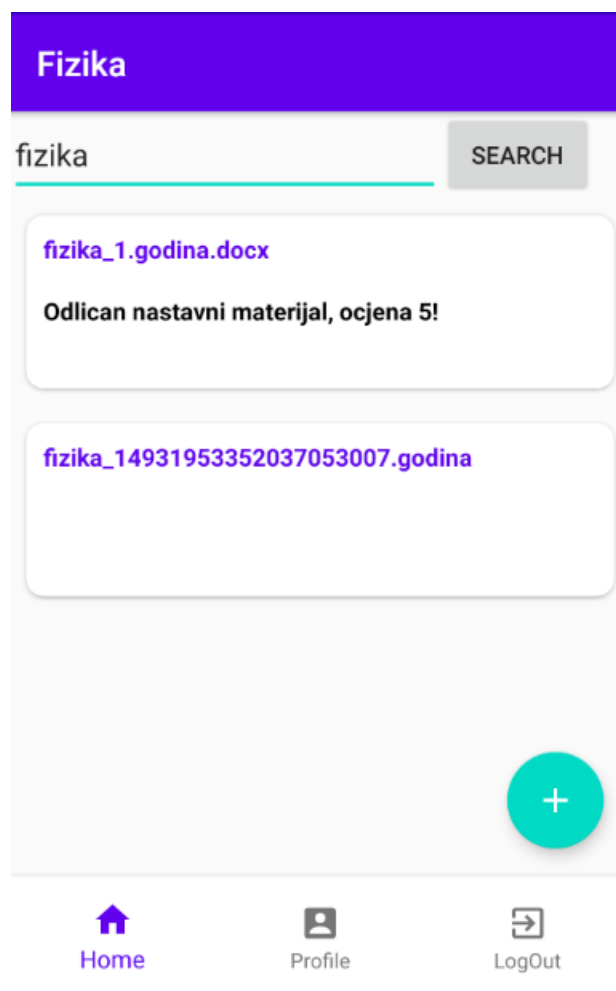 Fizika
fizika
SEARCH
fizika_1.godina.docx
Odlican nastavni materijal, ocjena 5!
fizika_14931953352037053007.godina
Home
Profile
LogOut